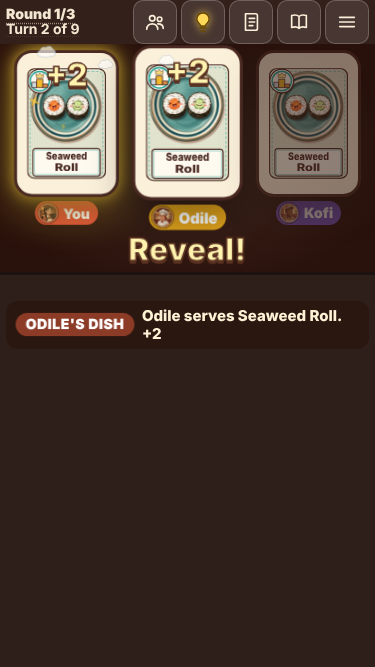 Round 1/3
Turn 2 of 9
+2
Seaweed
Roll
+2
Seaweed
Roll
Seaweed
Roll
You
Odile
Kofi
Reveal!
ODILE'S DISH
Odile serves Seaweed Roll.
+2